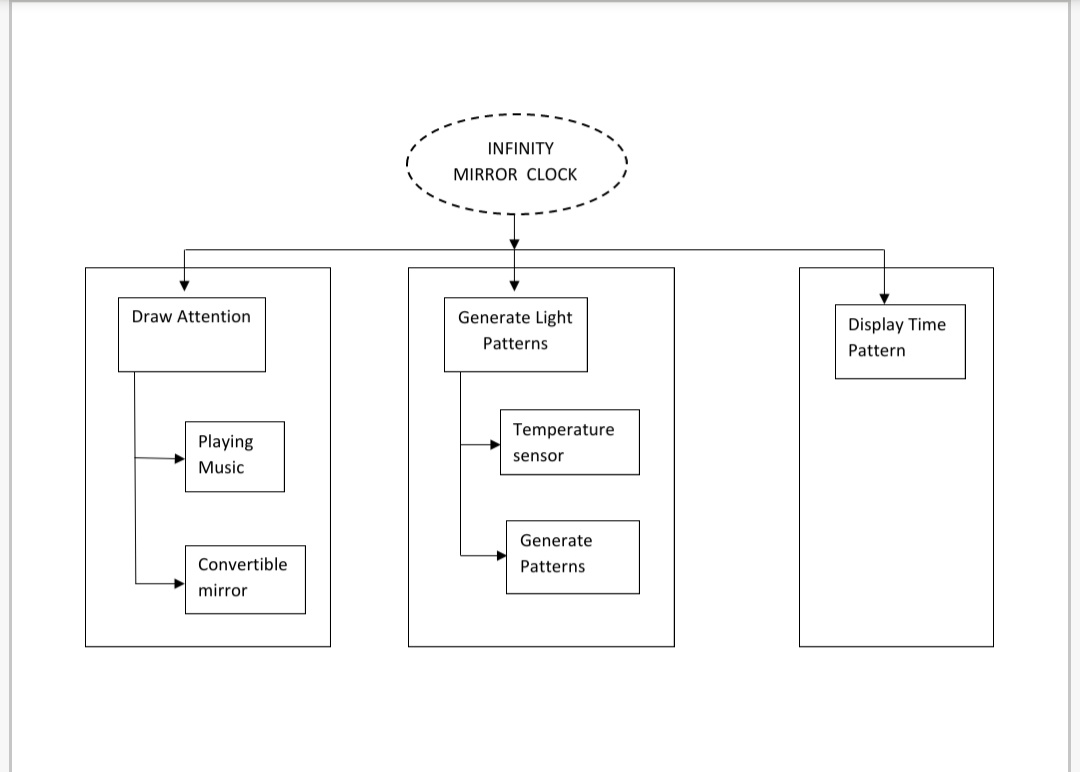 INFINITY
MIRROR CLOCK
Draw Attention
Playing
Music
Convertible
mirror
Generate Light
Patterns
Temperature
sensor
Generate
Patterns
Display Time
Pattern